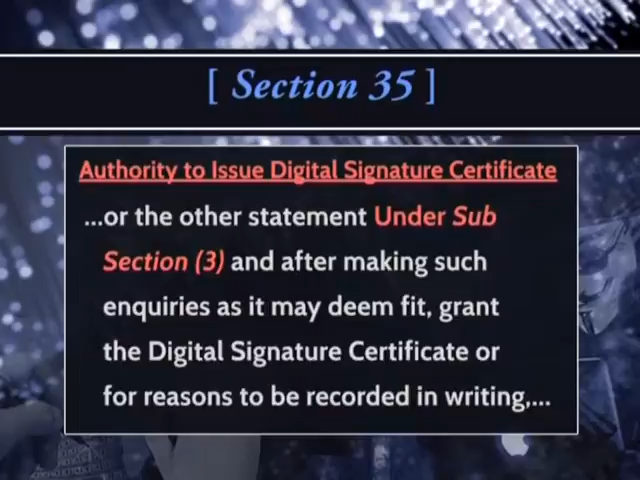 [ Section 35 ]
Authority to Issue Digital Signature Certificate
...or the other statement Under Sub
Section (3) and after making such
enquiries as it may deem fit, grant
the Digital Signature Certificate or
for reasons to be recorded in writing,...